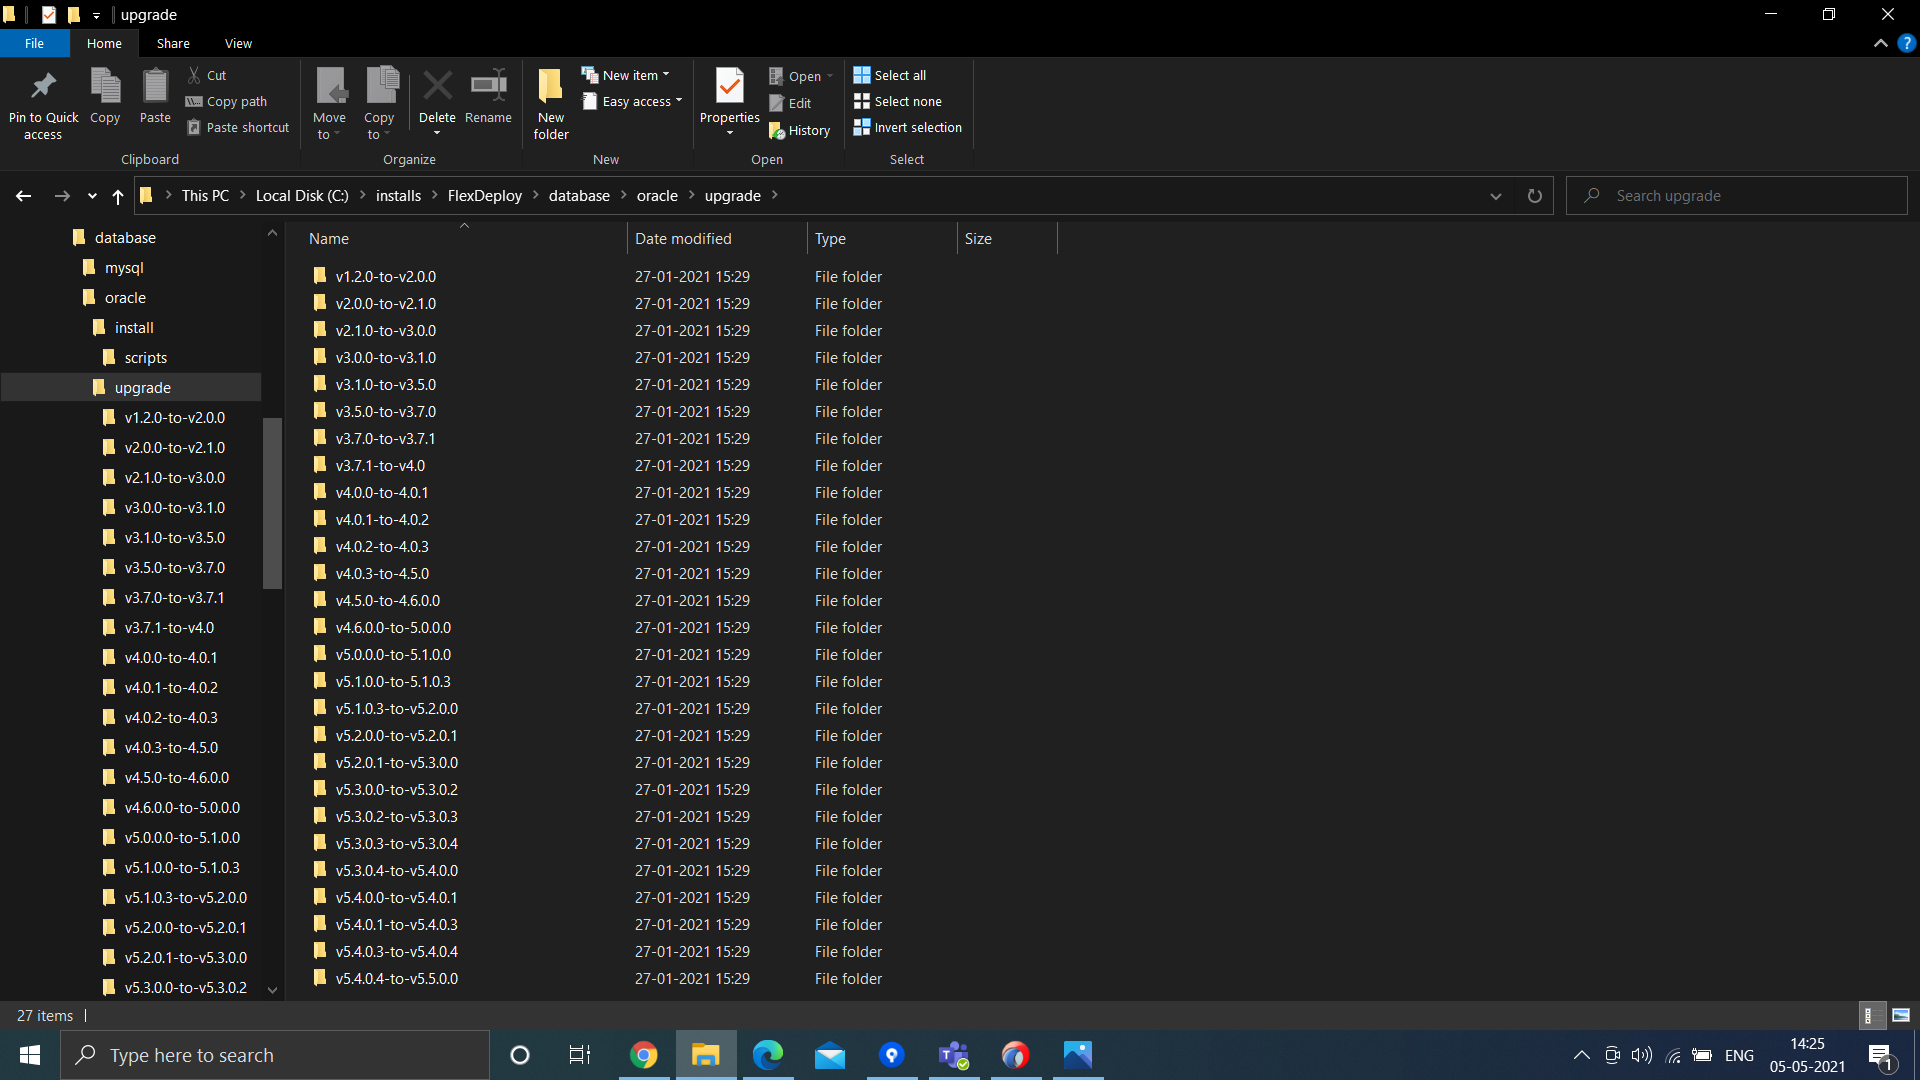 upgrade
File Home Share View
Pin to Quick access
Copy
Paste
Cut
Copy path
Paste shortcut
Clipboard
Move to
Copy to
Delete
Rename
Organize
New folder
New item
Easy access
New
Properties
Open
Edit
History
Open
Select all
Select none
Invert selection
Select
This PC Local Disk (C:) installs FlexDeploy database oracle upgrade
Search upgrade
database
mysql
oracle
install
scripts
upgrade
v1.2.0-to-v2.0.0
v2.0.0-to-v2.1.0
v2.1.0-to-v3.0.0
v3.0.0-to-v3.1.0
v3.1.0-to-v3.5.0
v3.5.0-to-v3.7.0
v3.7.0-to-v3.7.1
v3.7.1-to-v4.0
v4.0.0-to-4.0.1
v4.0.1-to-4.0.2
v4.0.2-to-4.0.3
v4.0.3-to-4.5.0
v4.5.0-to-4.6.0.0
v4.6.0.0-to-5.0.0.0
v5.0.0.0-to-5.1.0.0
v5.1.0.0-to-5.1.0.3
v5.1.0.3-to-v5.2.0.0
v5.2.0.0-to-v5.2.0.1
v5.2.0.1-to-v5.3.0.0
v5.3.0.0-to-v5.3.0.2
Name Date modified Type Size
v1.2.0-to-v2.0.0 27-01-2021 15:29 File folder
v2.0.0-to-v2.1.0 27-01-2021 15:29 File folder
v2.1.0-to-v3.0.0 27-01-2021 15:29 File folder
v3.0.0-to-v3.1.0 27-01-2021 15:29 File folder
v3.1.0-to-v3.5.0 27-01-2021 15:29 File folder
v3.5.0-to-v3.7.0 27-01-2021 15:29 File folder
v3.7.0-to-v3.7.1 27-01-2021 15:29 File folder
v3.7.1-to-v4.0 27-01-2021 15:29 File folder
v4.0.0-to-4.0.1 27-01-2021 15:29 File folder
v4.0.1-to-4.0.2 27-01-2021 15:29 File folder
v4.0.2-to-4.0.3 27-01-2021 15:29 File folder
v4.0.3-to-4.5.0 27-01-2021 15:29 File folder
v4.5.0-to-4.6.0.0 27-01-2021 15:29 File folder
v4.6.0.0-to-5.0.0.0 27-01-2021 15:29 File folder
v5.0.0.0-to-5.1.0.0 27-01-2021 15:29 File folder
v5.1.0.0-to-5.1.0.3 27-01-2021 15:29 File folder
v5.1.0.3-to-v5.2.0.0 27-01-2021 15:29 File folder
v5.2.0.0-to-v5.2.0.1 27-01-2021 15:29 File folder
v5.2.0.1-to-v5.3.0.0 27-01-2021 15:29 File folder
v5.3.0.0-to-v5.3.0.2 27-01-2021 15:29 File folder
v5.3.0.2-to-v5.3.0.3 27-01-2021 15:29 File folder
v5.3.0.3-to-v5.3.0.4 27-01-2021 15:29 File folder
v5.3.0.4-to-v5.4.0.0 27-01-2021 15:29 File folder
v5.4.0.0-to-v5.4.0.1 27-01-2021 15:29 File folder
v5.4.0.1-to-v5.4.0.3 27-01-2021 15:29 File folder
v5.4.0.3-to-v5.4.0.4 27-01-2021 15:29 File folder
v5.4.0.4-to-v5.5.0.0 27-01-2021 15:29 File folder
27 items
Type here to search
ENG
14:25
05-05-2021
1